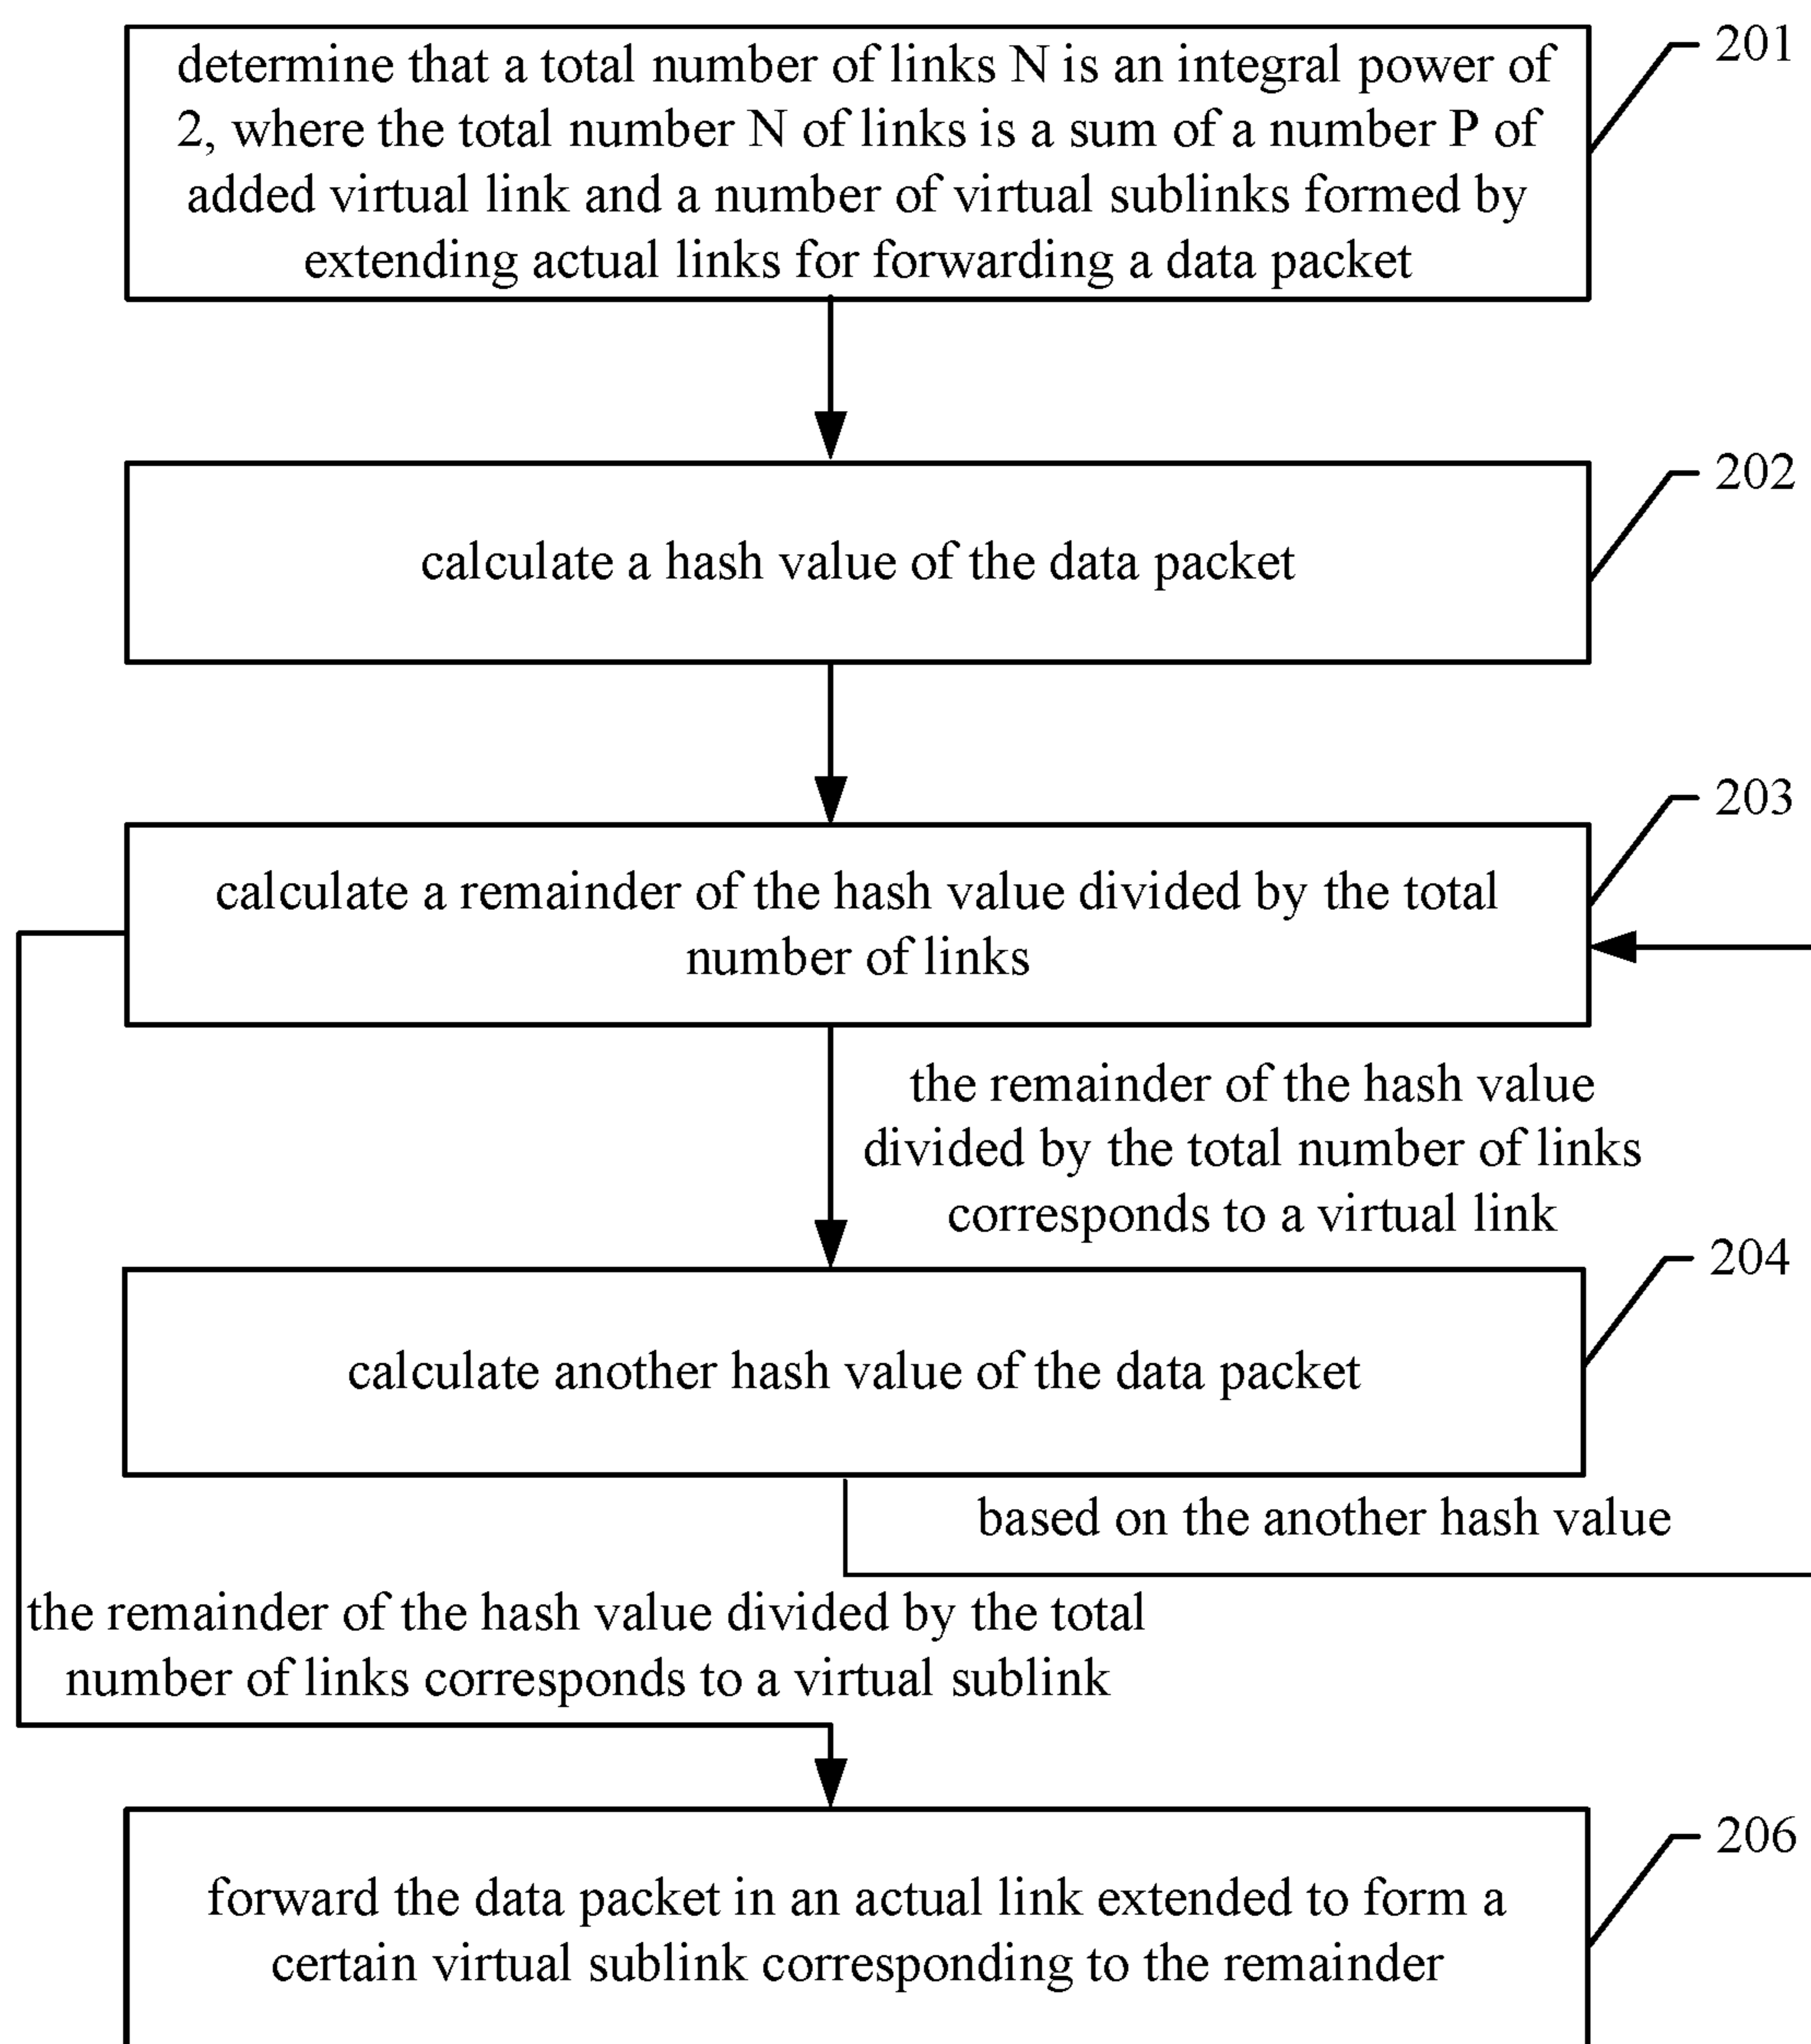 determine that a total number of links N is an integral power of
2, where the total number N of links is a sum of a number P of
added virtual link and a number of virtual sublinks formed by
extending actual links for forwarding a data packet
201
calculate a hash value of the data packet
202
calculate a remainder of the hash value divided by the total
number of links
203
the remainder of the hash value
divided by the total number of links
corresponds to a virtual link
calculate another hash value of the data packet
204
based on the another hash value
the remainder of the hash value divided by the total
number of links corresponds to a virtual sublink
forward the data packet in an actual link extended to form a
certain virtual sublink corresponding to the remainder
206